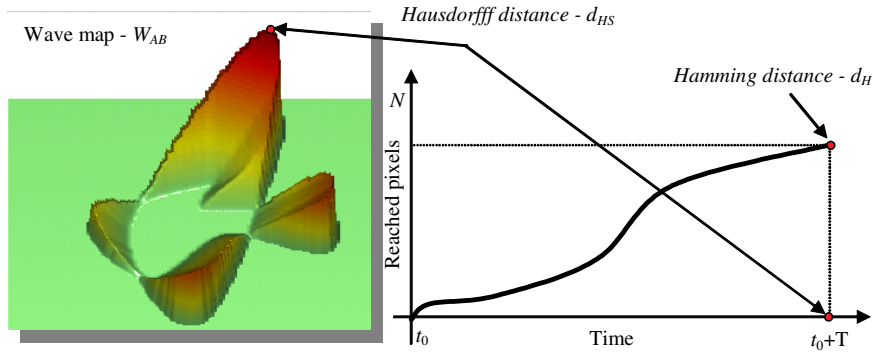 Hausdorfff distance - d_HS
Wave map - W_AB
Hamming distance - d_H
N
Reached pixels
t_0
Time
t_0+T